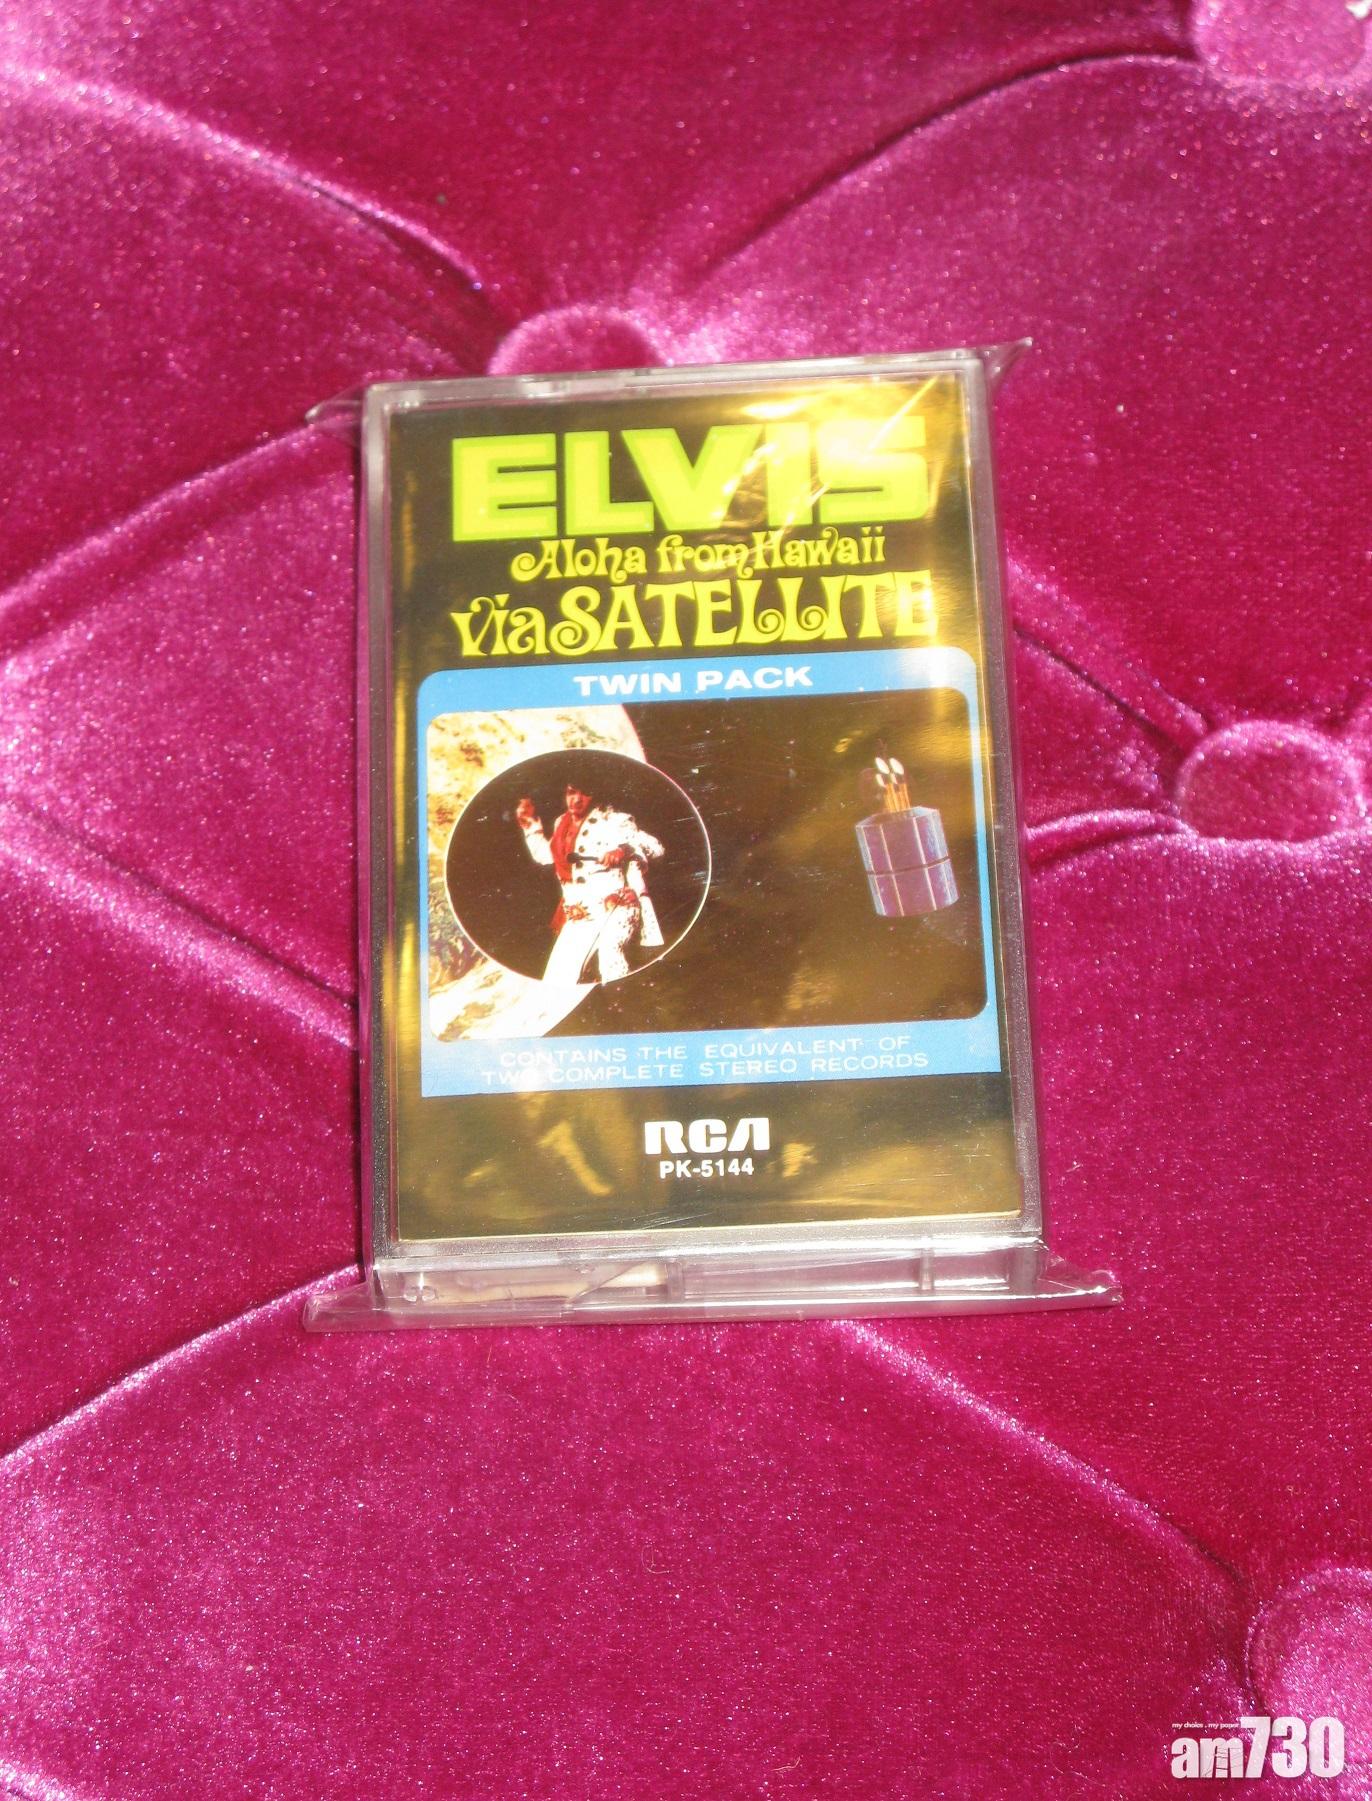 ELVIS
Aloha from Hawaii
via SATELLITE
TWIN PACK
CONTAINS THE EQUIVALENT OF
TWO COMPLETE STEREO RECORDS
RCA
PK-5144
my choice . my paper
am730